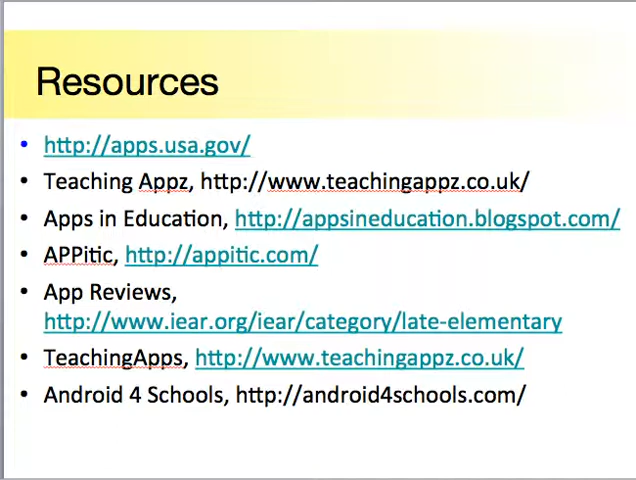 Resources
• http://apps.usa.gov/
• Teaching Appz, http://www.teachingappz.co.uk/
• Apps in Education, http://appsineducation.blogspot.com/
• APPitic, http://appitic.com/
• App Reviews,
http://www.iear.org/iear/category/late-elementary
• TeachingApps, http://www.teachingappz.co.uk/
• Android 4 Schools, http://android4schools.com/